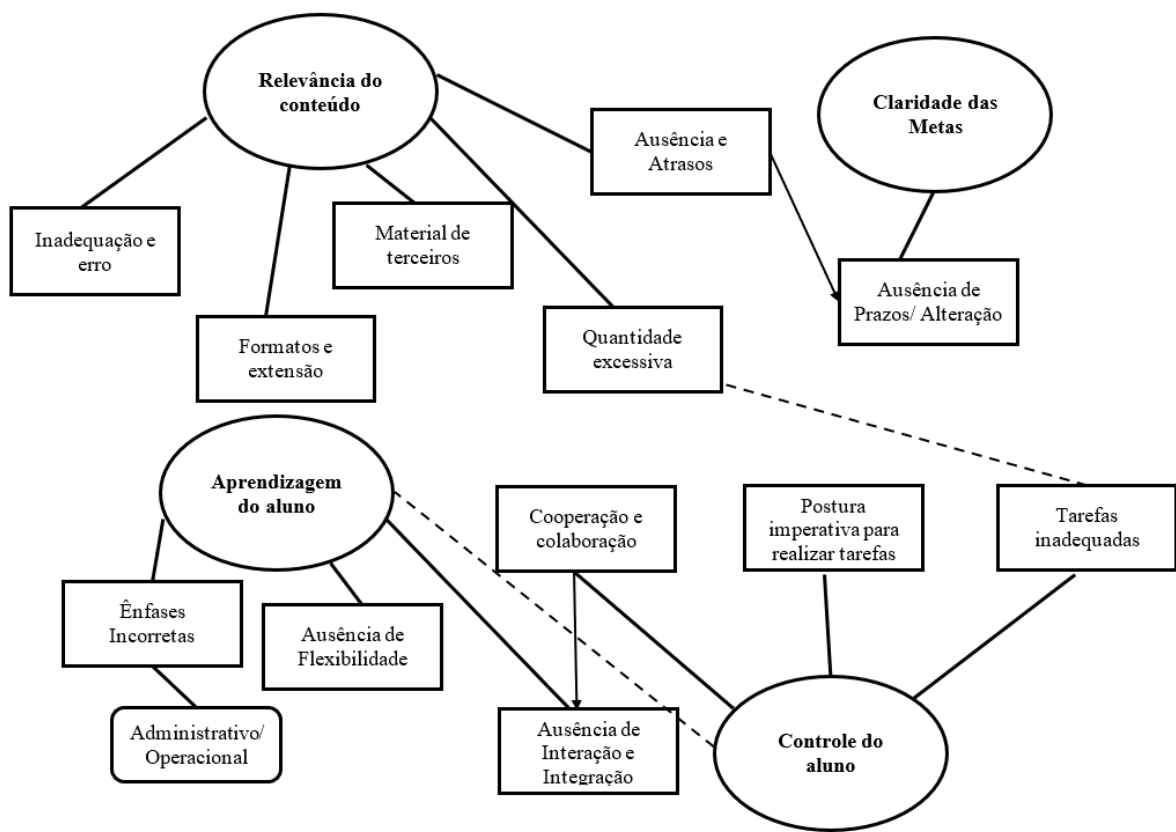 Relevância do
conteúdo
Claridade das
Metas
Ausência e
Atrasos
Inadequação e
erro
Material de
terceiros
Ausência de
Prazos/ Alteração
Formatos e
extensão
Quantidade
excessiva
Aprendizagem
do aluno
Cooperação e
colaboração
Postura
imperativa para
realizar tarefas
Tarefas
inadequadas
Ênfases
Incorretas
Ausência de
Flexibilidade
Administrativo/
Operacional
Ausência de
Interação e
Integração
Controle do
aluno